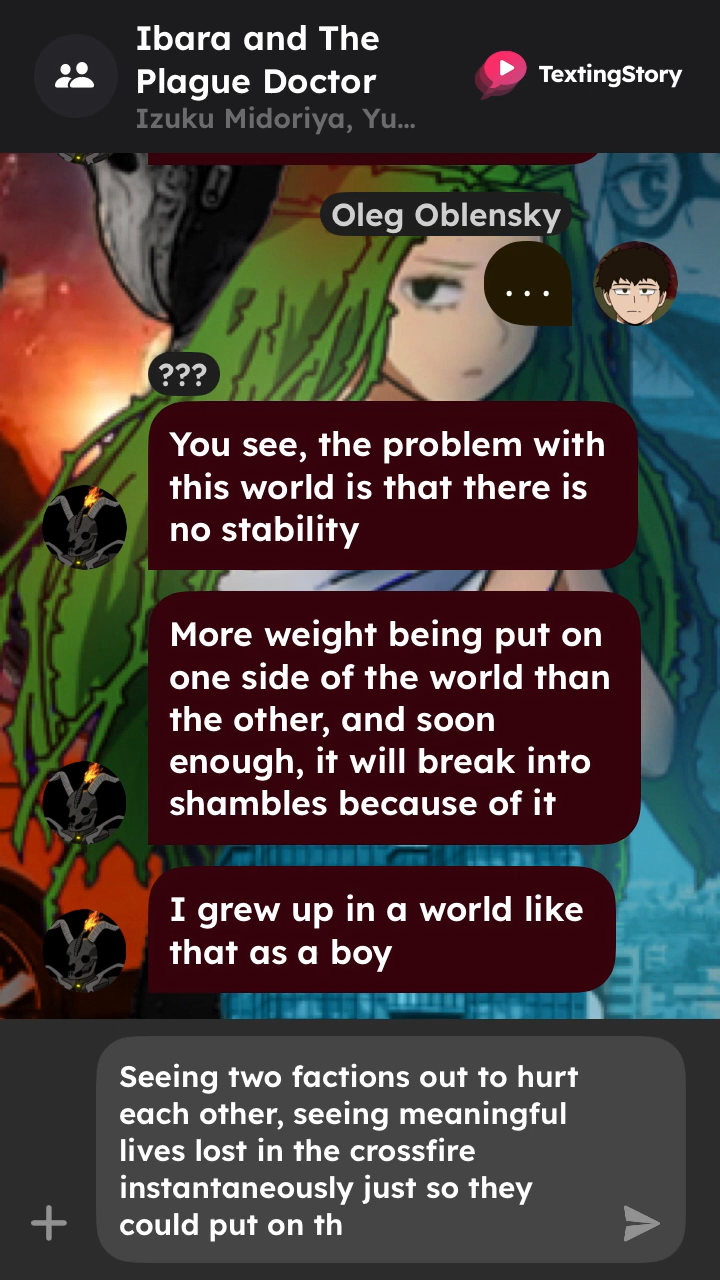 Ibara and The
Plague Doctor
Izuku Midoriya, Yu...
TextingStory
Oleg Oblensky
...
???
You see, the problem with
this world is that there is
no stability
More weight being put on
one side of the world than
the other, and soon
enough, it will break into
shambles because of it
I grew up in a world like
that as a boy
Seeing two factions out to hurt
each other, seeing meaningful
lives lost in the crossfire
instantaneously just so they
could put on th